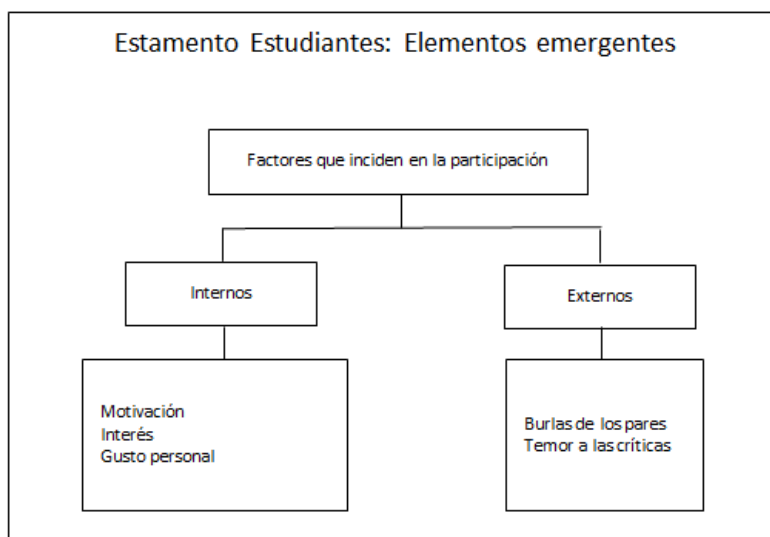 Estamento Estudiantes: Elementos emergentes
Factores que inciden en la participación
Internos
Externos
Motivación
Interés
Gusto personal
Burlas de los pares
Temor a las críticas